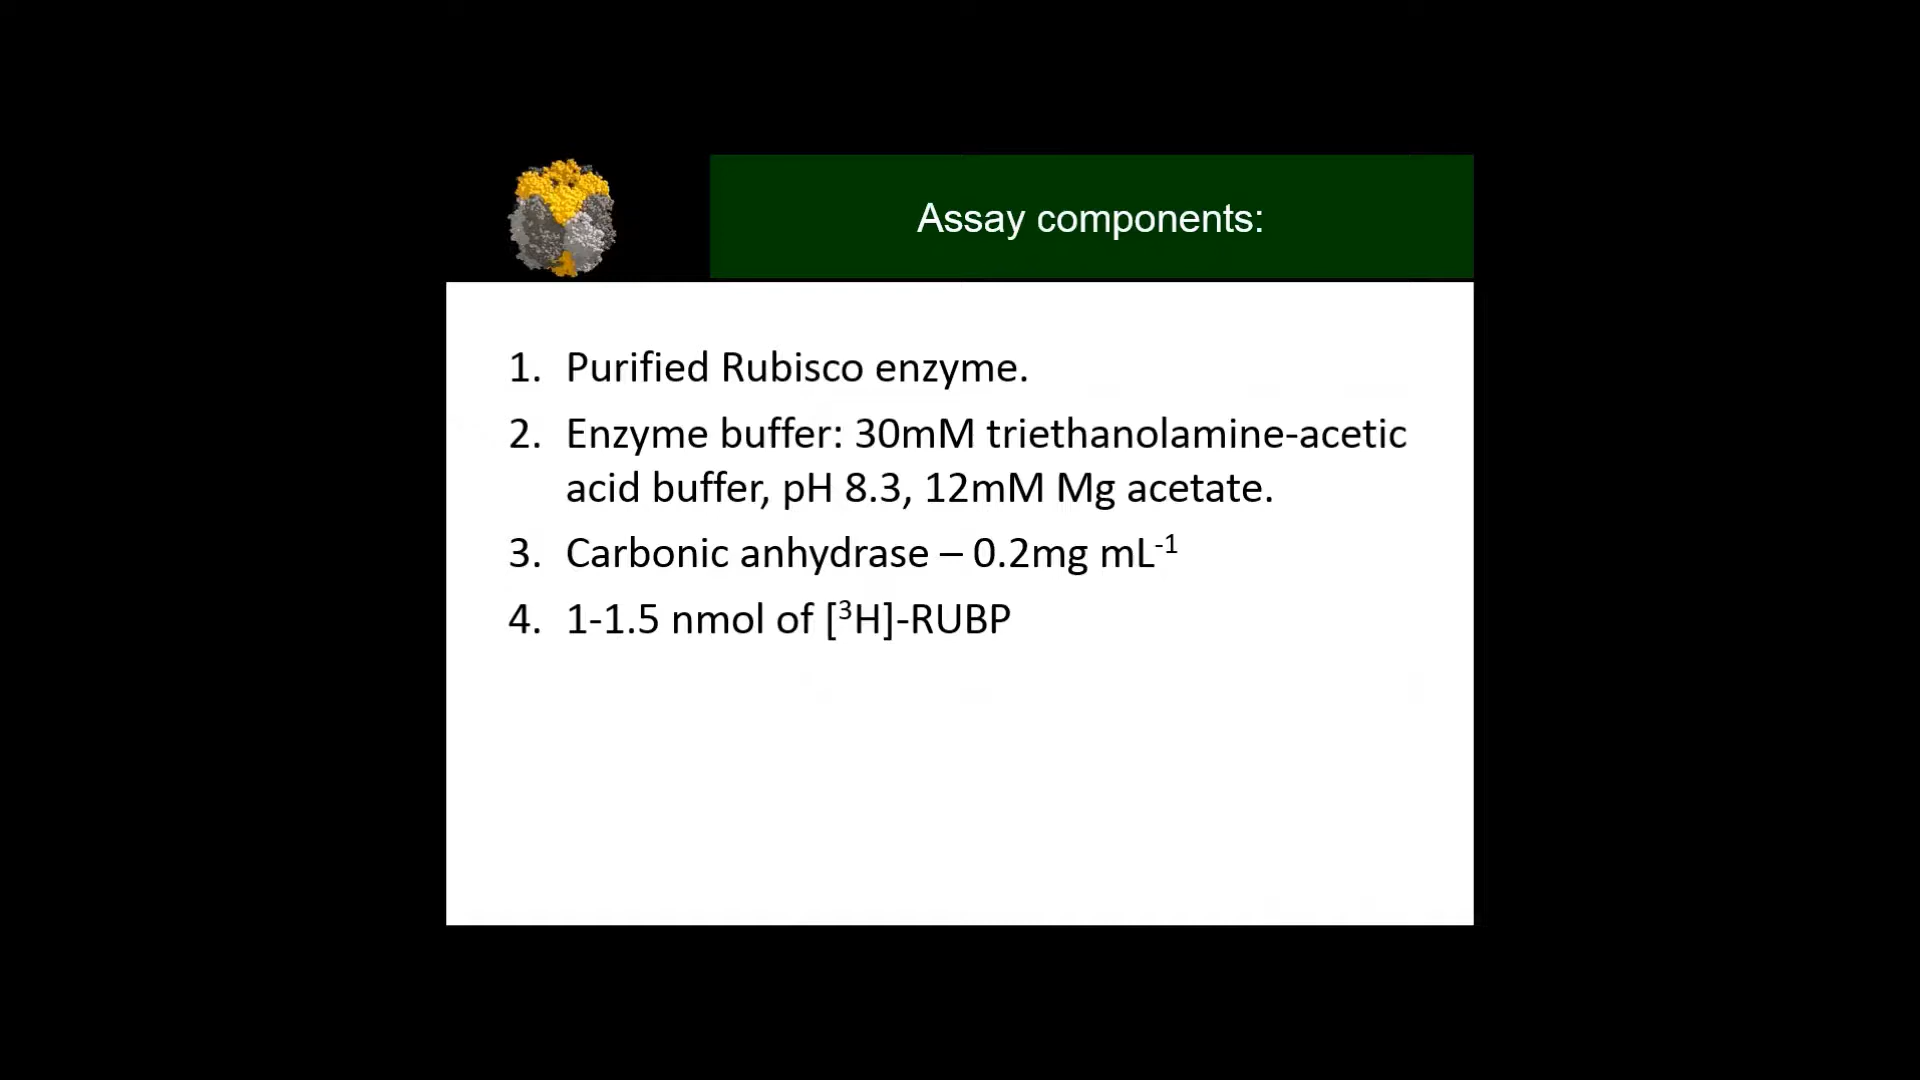 Assay components:
1. Purified Rubisco enzyme.
2. Enzyme buffer: 30mM triethanolamine-acetic
acid buffer, pH 8.3, 12mM Mg acetate.
3. Carbonic anhydrase – 0.2mg mL⁻¹
4. 1-1.5 nmol of [³H]-RUBP